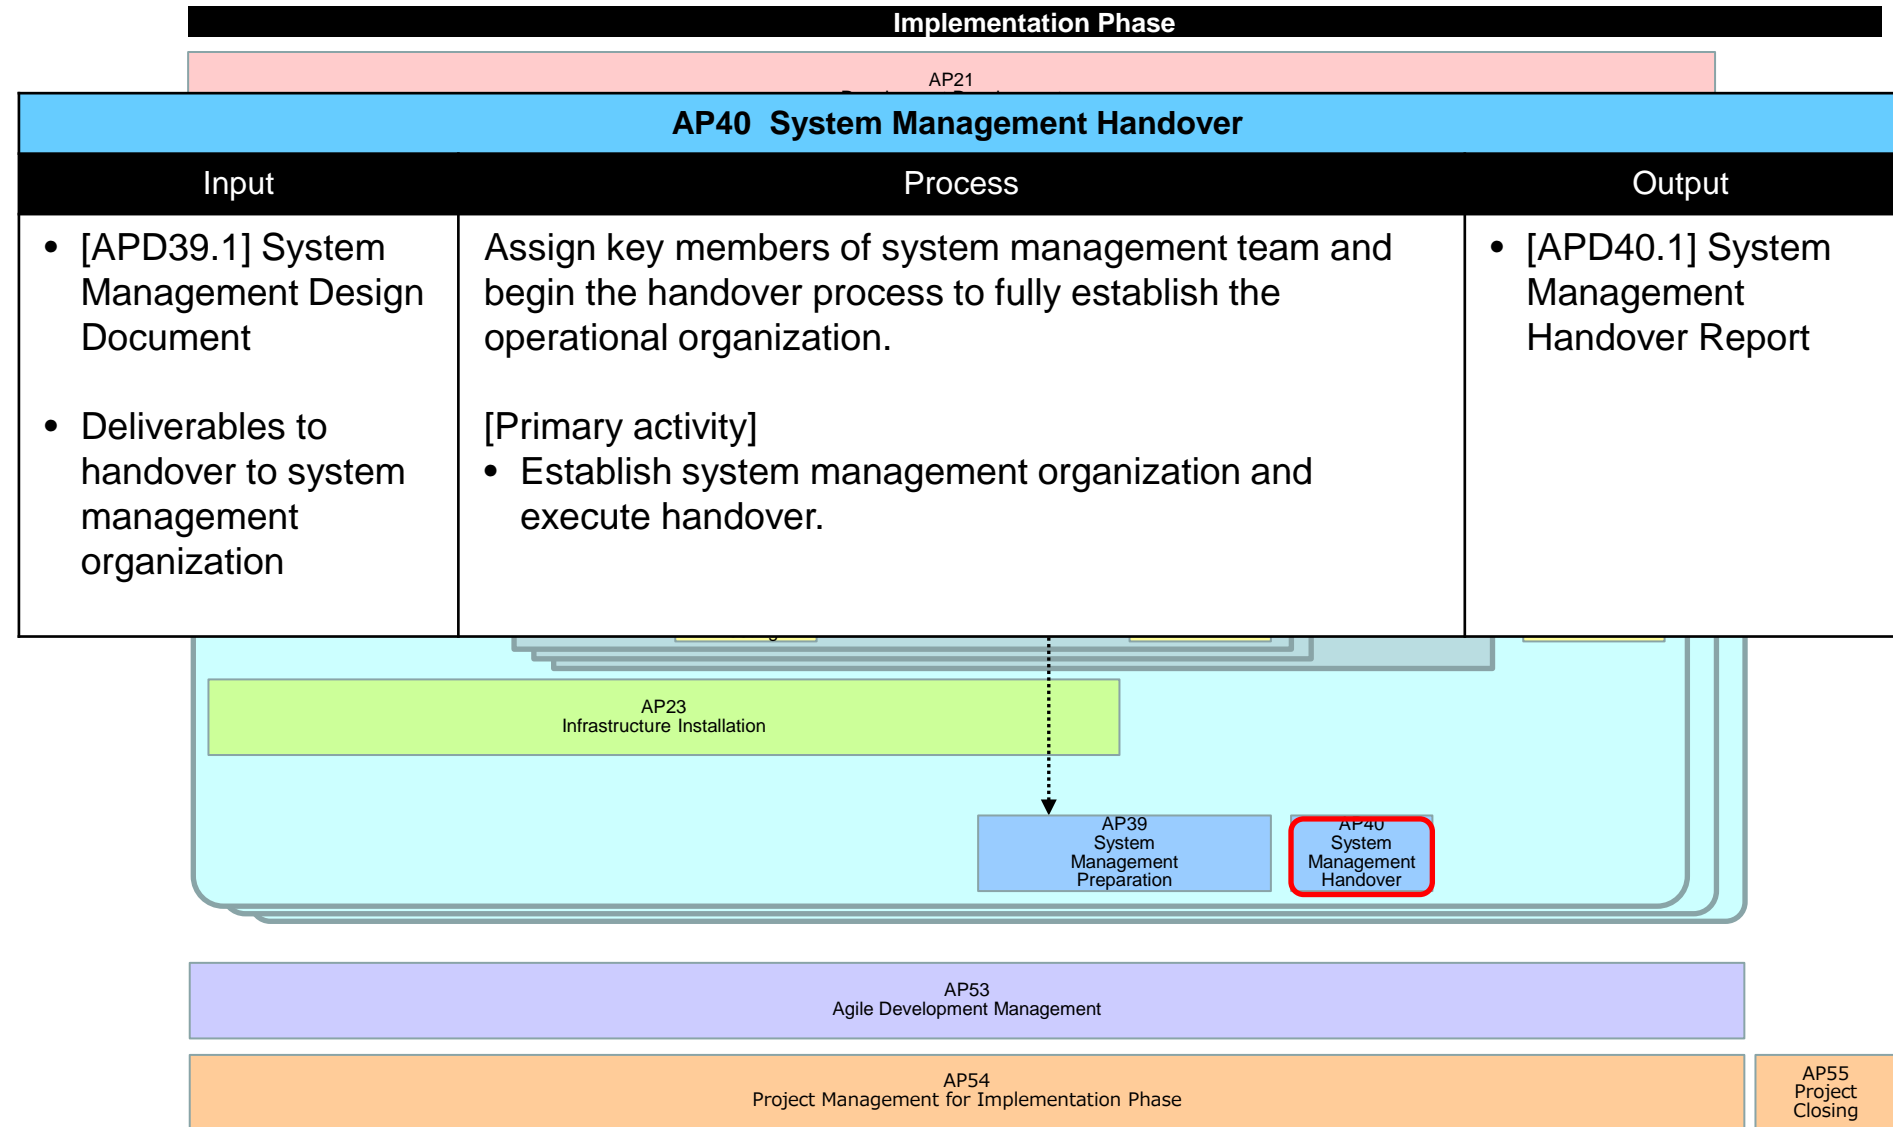 Implementation Phase
AP21
AP40 System Management Handover
Input
Process
Output
• [APD39.1] System
Management Design
Document
• Deliverables to
handover to system
management
organization
Assign key members of system management team and
begin the handover process to fully establish the
operational organization.
[Primary activity]
• Establish system management organization and
execute handover.
• [APD40.1] System
Management
Handover Report
AP23
Infrastructure Installation
AP39
System
Management
Preparation
AP40
System
Management
Handover
AP53
Agile Development Management
AP54
Project Management for Implementation Phase
AP55
Project
Closing